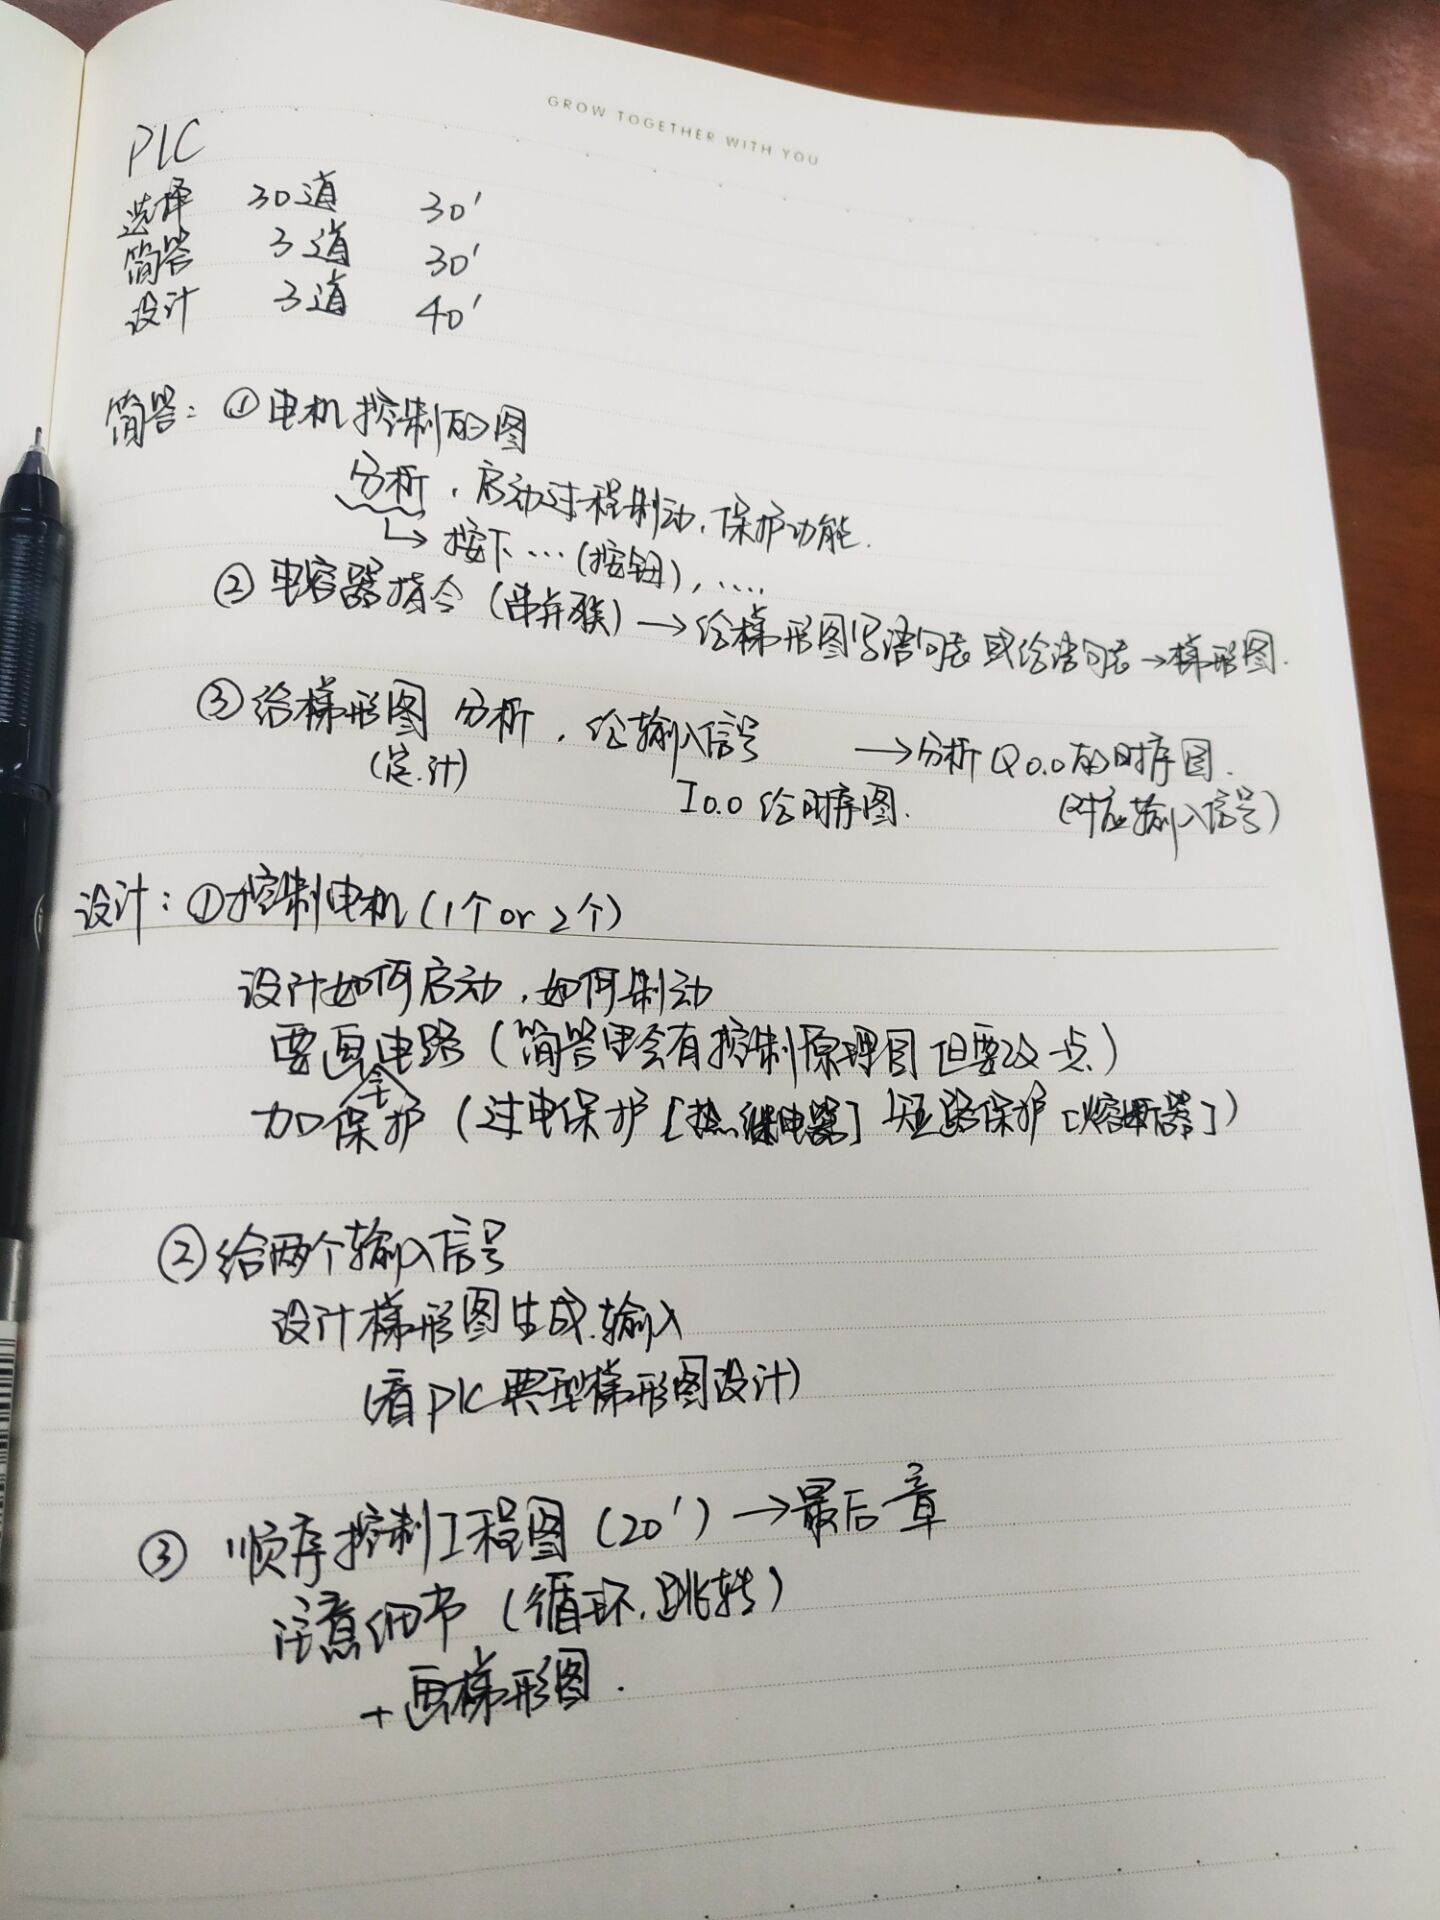 GROW TOGETHER WITH YOU
PLC
选择 30道 30'
简答 3道 30'
设计 3道 40'
简答：①电机控制的图
分析，启动过程制动，保护功能．
↳按下…（按钮），….
②电容器指令（串并联）→给梯形图写语句表或给语句表→梯形图．
③给梯形图 分析，给输入信号 →分析Q0.0的时序图．
（定．计） I0.0给时序图． （对应输入信号）
设计：①控制电机（1个or 2个）
设计如何启动，如何制动
要画电路（简答里会有控制原理图但要改一点）
加全保护（过电保护[热继电器]短路保护[熔断器]）
②给两个输入信号
设计梯形图生成输入
（看PLC典型梯形图设计）
③ 顺序控制工程图（20'）→最后一章
注意细节（循环，跳转）
+画梯形图．